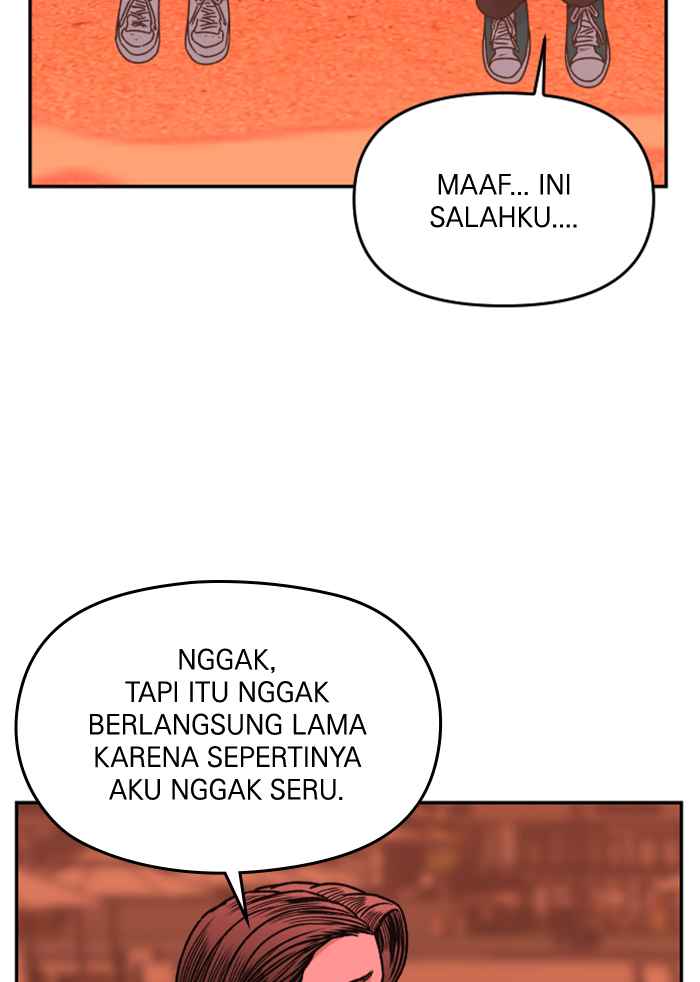 MAAF... INI
SALAHKU....
NGGAK,
TAPI ITU NGGAK
BERLANGSUNG LAMA
KARENA SEPERTINYA
AKU NGGAK SERU.